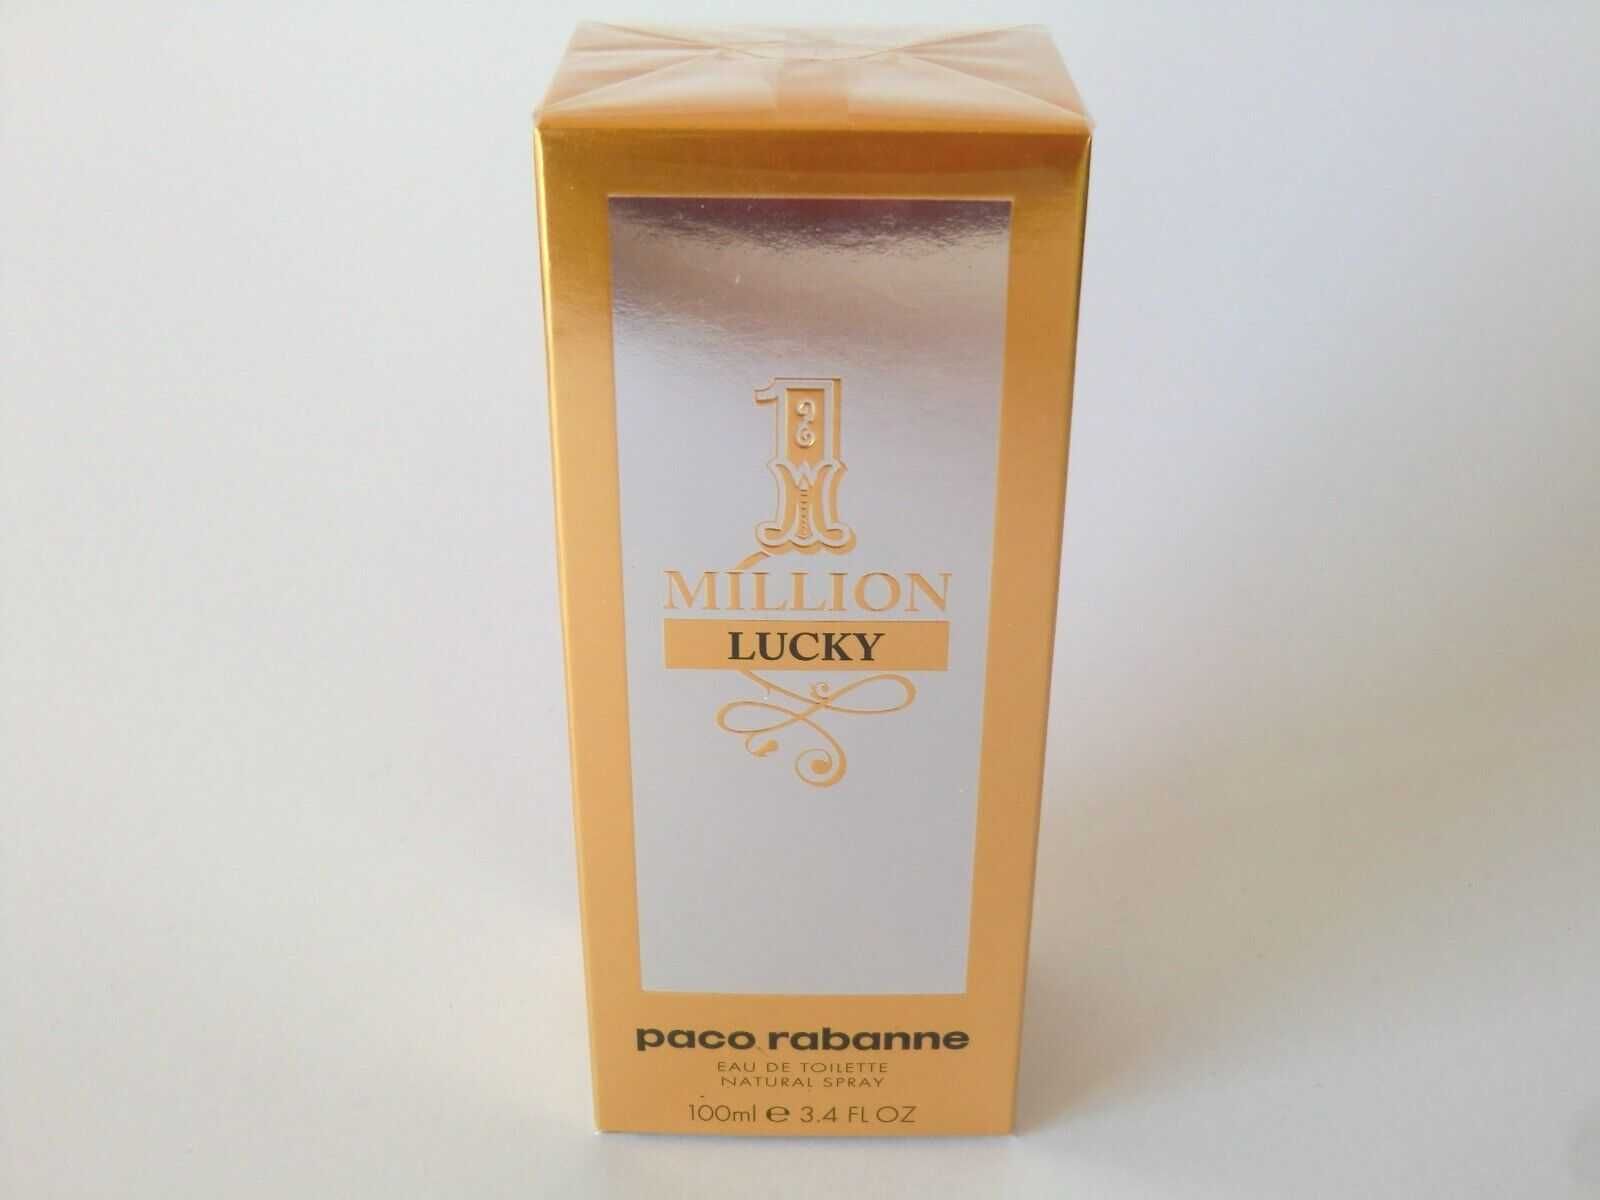 1
MILLION
LUCKY
paco rabanne
EAU DE TOILETTE
NATURAL SPRAY
100ml e 3.4 FL OZ